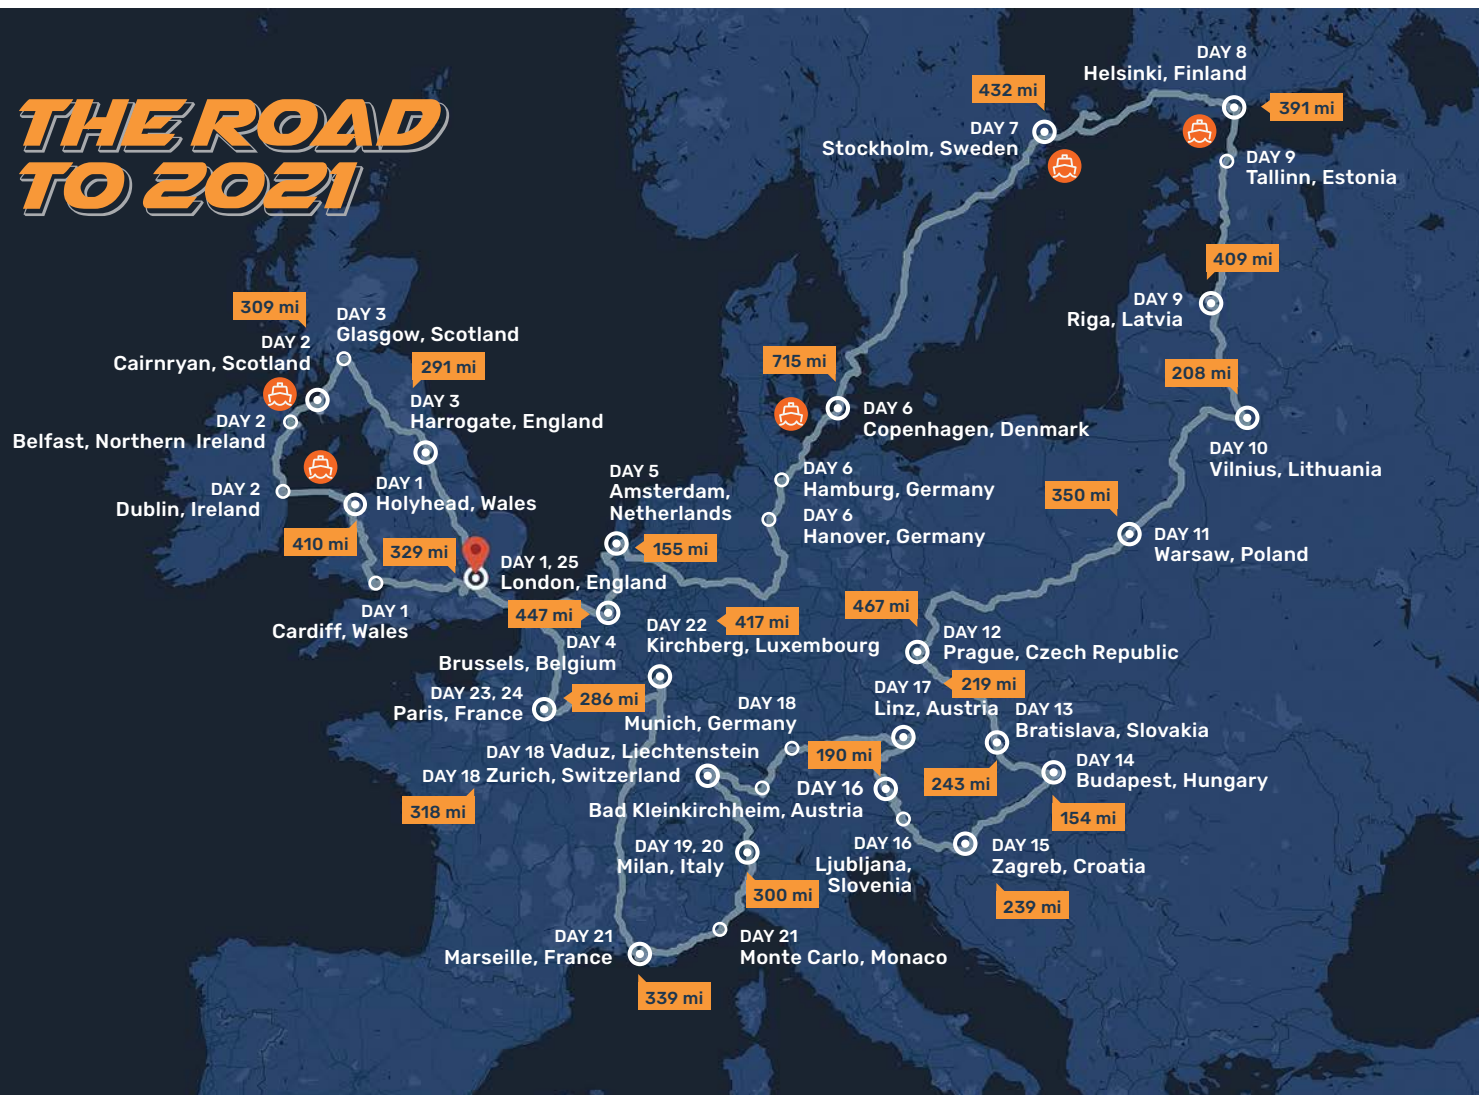 THE ROAD
TO 2021
DAY 8
Helsinki, Finland
432 mi
391 mi
DAY 7
Stockholm, Sweden
DAY 9
Tallinn, Estonia
409 mi
309 mi
DAY 3
Glasgow, Scotland
DAY 9
Riga, Latvia
DAY 2
Cairnryan, Scotland
291 mi
715 mi
208 mi
DAY 3
Harrogate, England
DAY 6
Copenhagen, Denmark
DAY 2
Belfast, Northern Ireland
DAY 10
Vilnius, Lithuania
DAY 5
Amsterdam,
Netherlands
DAY 6
Hamburg, Germany
DAY 2
Dublin, Ireland
DAY 1
Holyhead, Wales
350 mi
DAY 6
Hanover, Germany
DAY 11
Warsaw, Poland
410 mi
329 mi
155 mi
DAY 1, 25
London, England
447 mi
467 mi
DAY 1
Cardiff, Wales
417 mi
DAY 22
Kirchberg, Luxembourg
DAY 4
Brussels, Belgium
DAY 12
Prague, Czech Republic
DAY 23, 24
Paris, France
286 mi
219 mi
DAY 17
Linz, Austria
DAY 18
Munich, Germany
DAY 13
Bratislava, Slovakia
DAY 18 Vaduz, Liechtenstein
190 mi
DAY 18 Zurich, Switzerland
DAY 14
Budapest, Hungary
243 mi
DAY 16
Bad Kleinkirchheim, Austria
318 mi
154 mi
DAY 19, 20
Milan, Italy
DAY 16
Ljubljana,
Slovenia
DAY 15
Zagreb, Croatia
300 mi
239 mi
DAY 21
Marseille, France
DAY 21
Monte Carlo, Monaco
339 mi